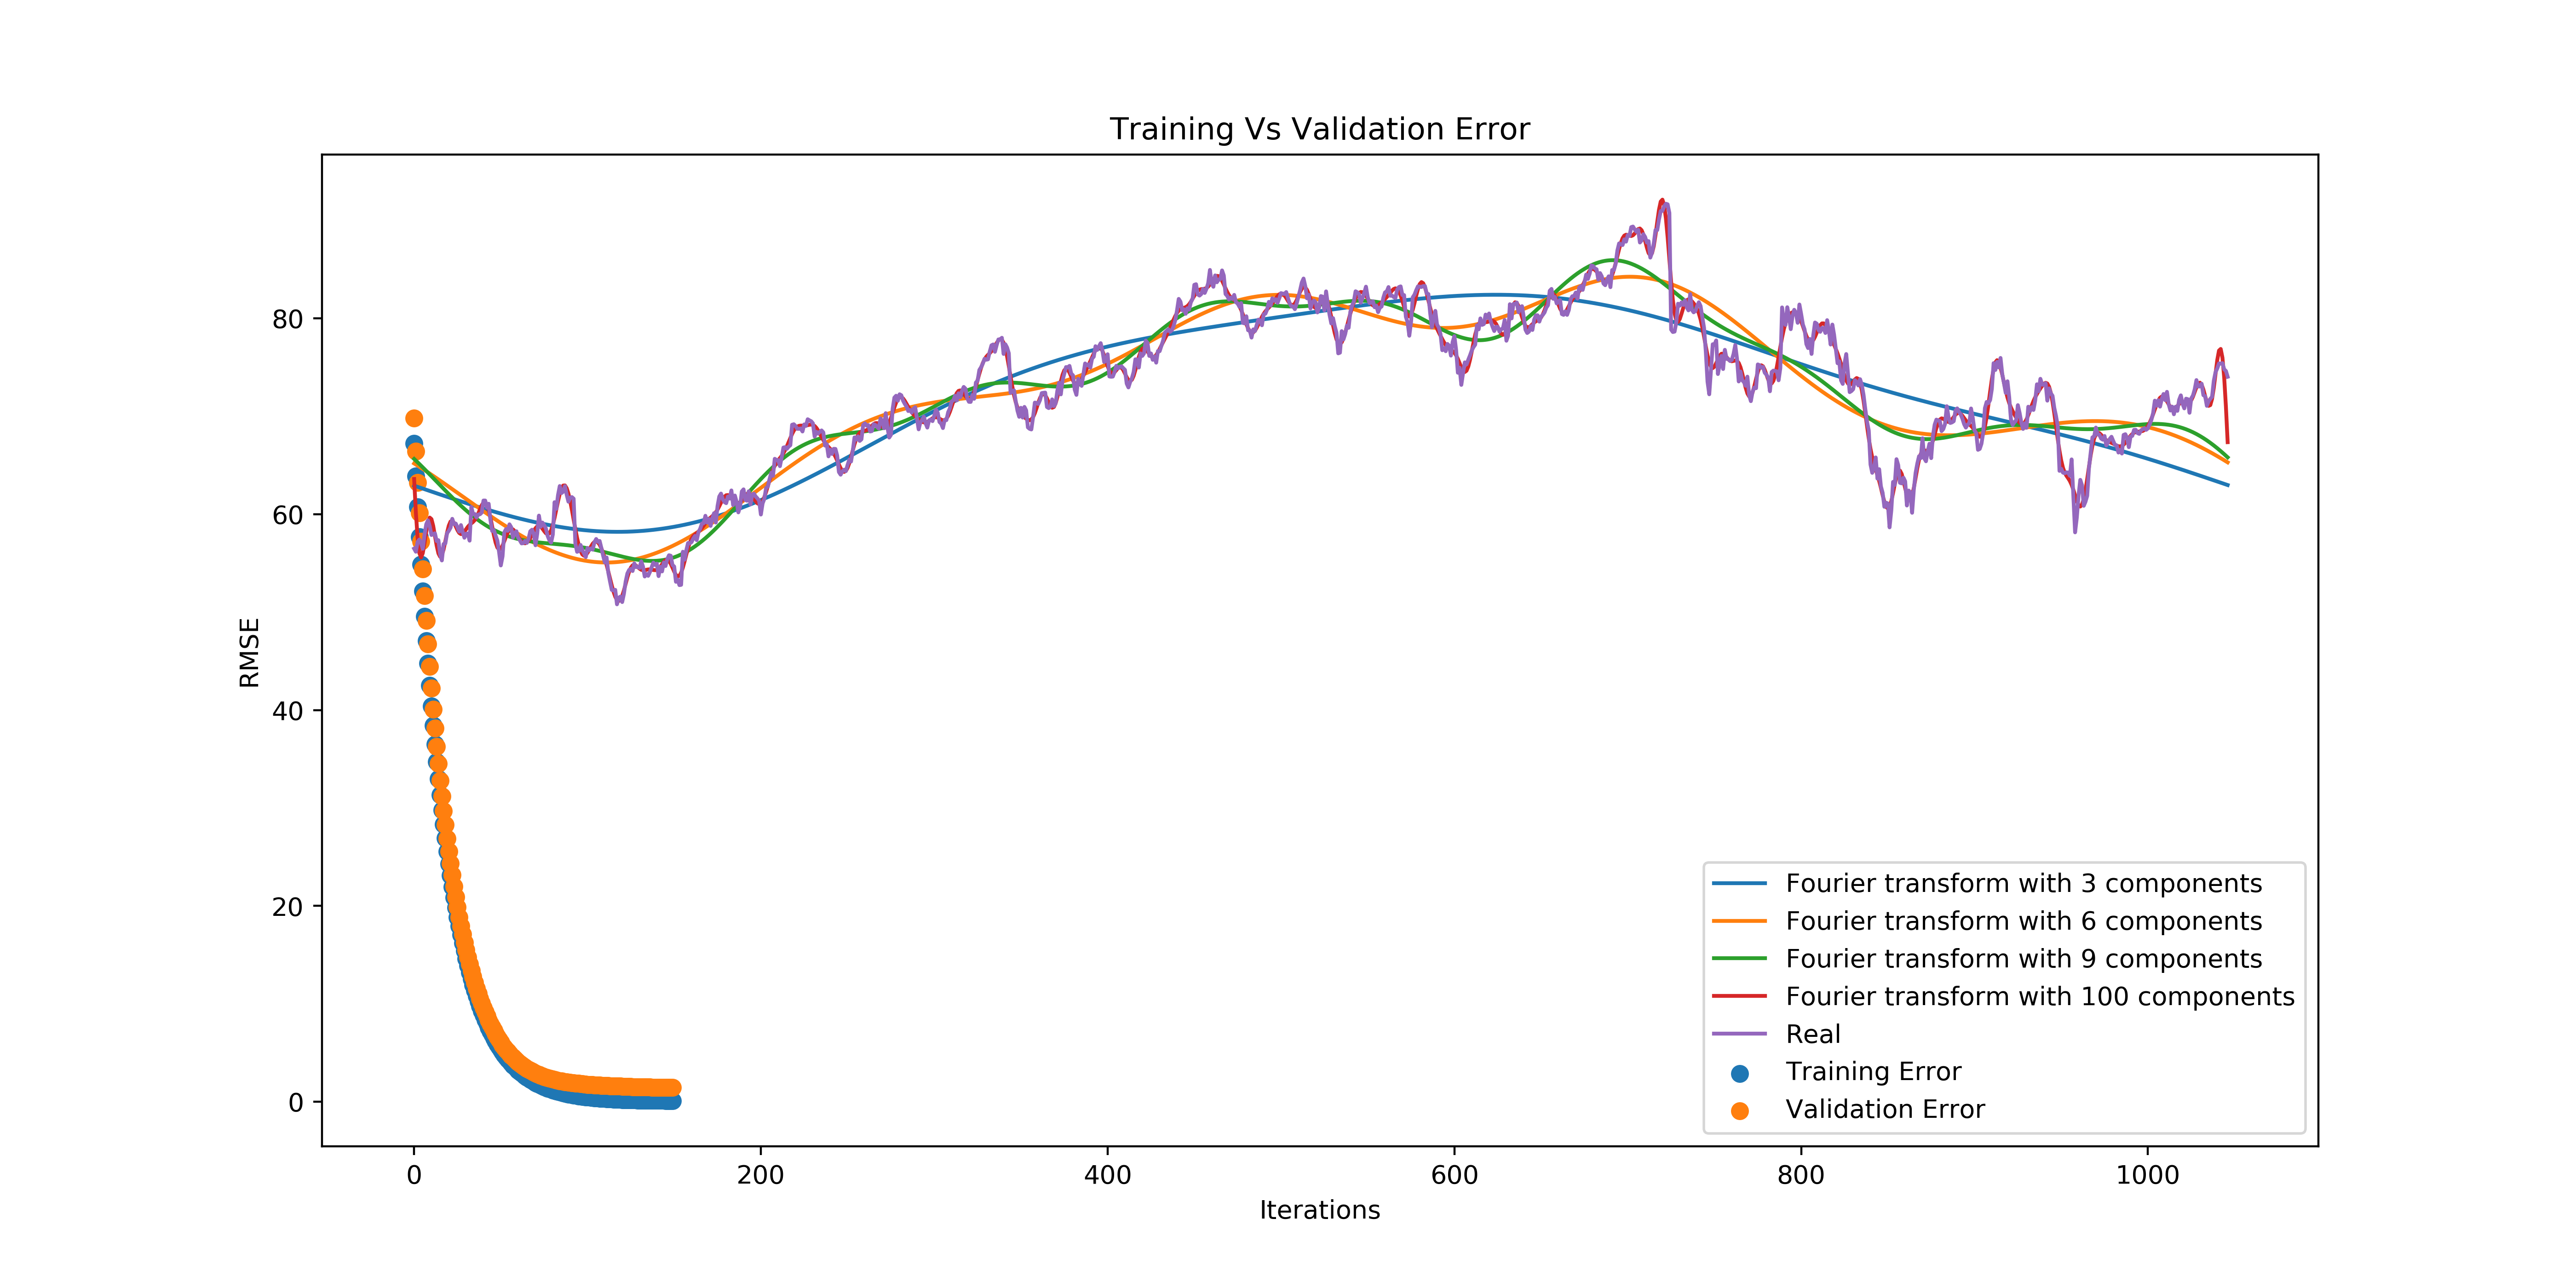 Training Vs Validation Error
RMSE
80
60
40
20
0
0 200 400 600 800 1000
Iterations
Fourier transform with 3 components
Fourier transform with 6 components
Fourier transform with 9 components
Fourier transform with 100 components
Real
Training Error
Validation Error